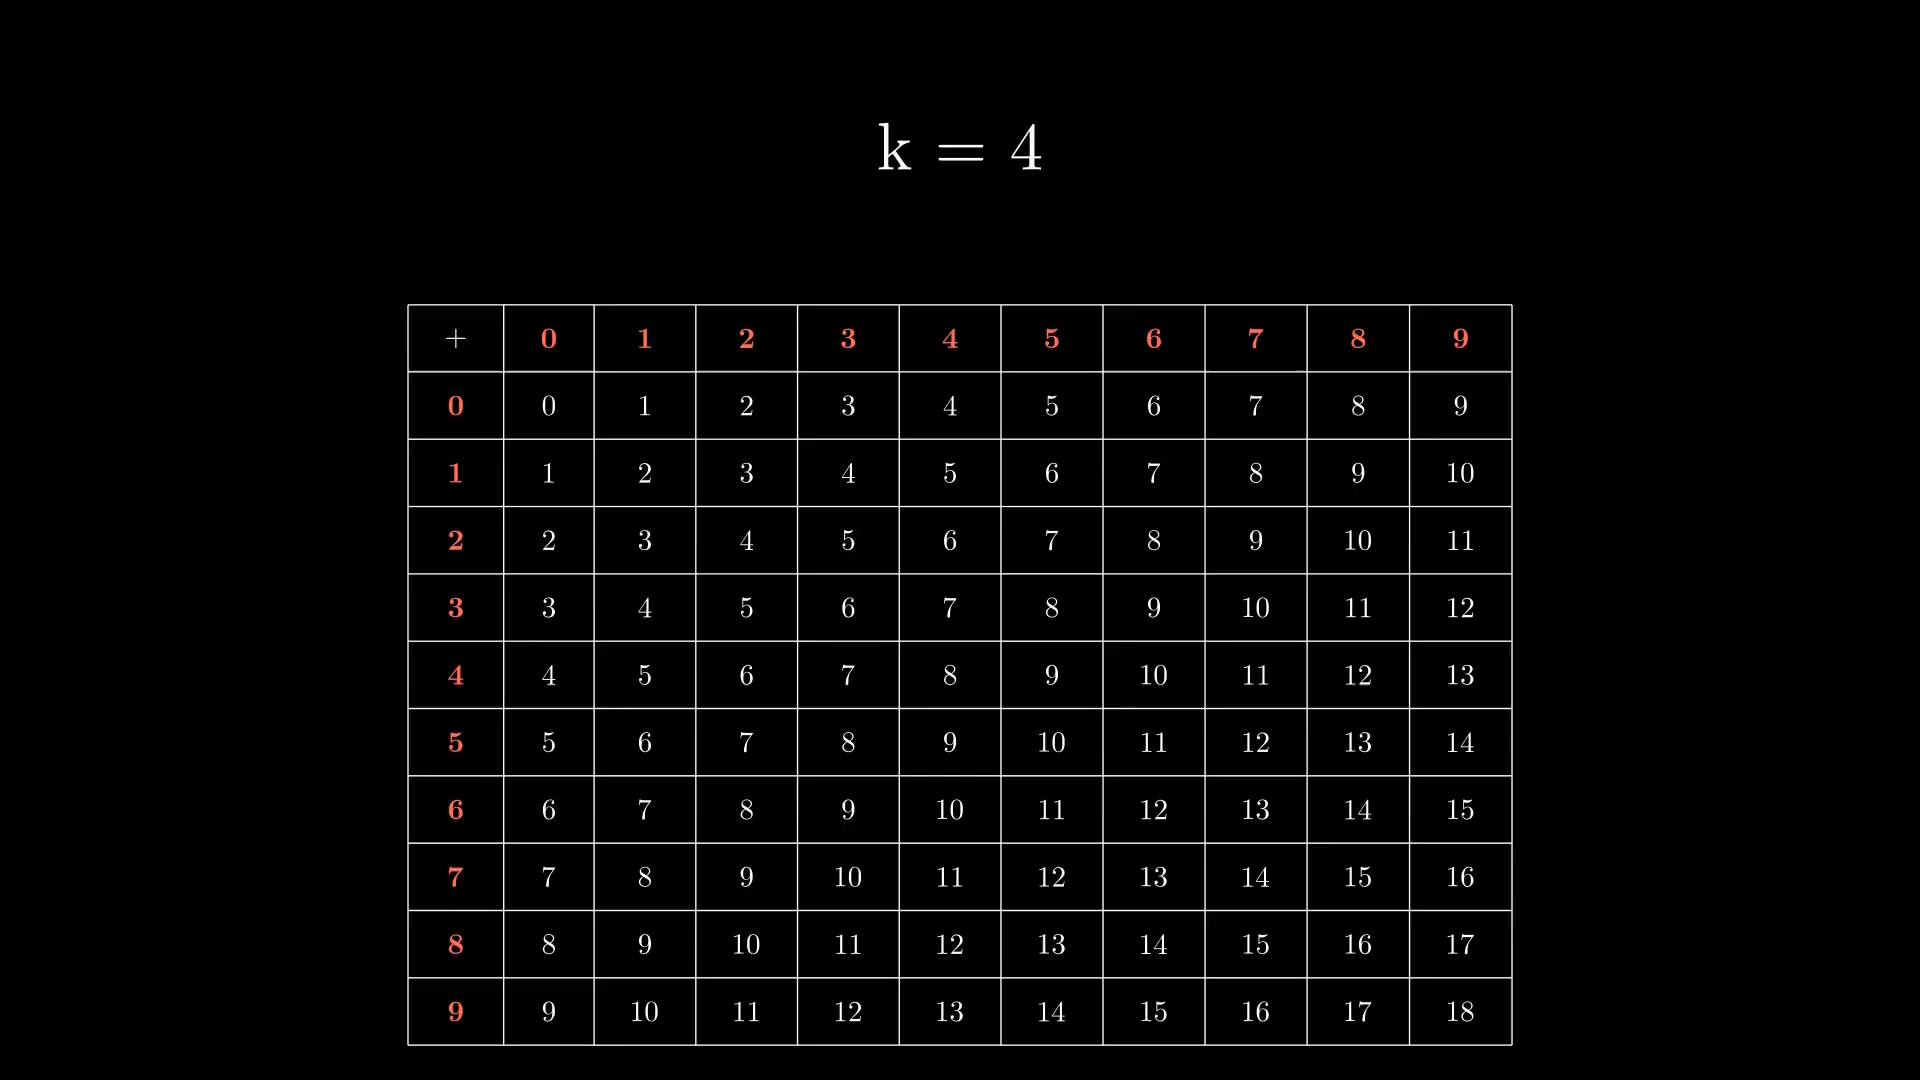 k = 4
+ 0 1 2 3 4 5 6 7 8 9
0 0 1 2 3 4 5 6 7 8 9
1 1 2 3 4 5 6 7 8 9 10
2 2 3 4 5 6 7 8 9 10 11
3 3 4 5 6 7 8 9 10 11 12
4 4 5 6 7 8 9 10 11 12 13
5 5 6 7 8 9 10 11 12 13 14
6 6 7 8 9 10 11 12 13 14 15
7 7 8 9 10 11 12 13 14 15 16
8 8 9 10 11 12 13 14 15 16 17
9 9 10 11 12 13 14 15 16 17 18